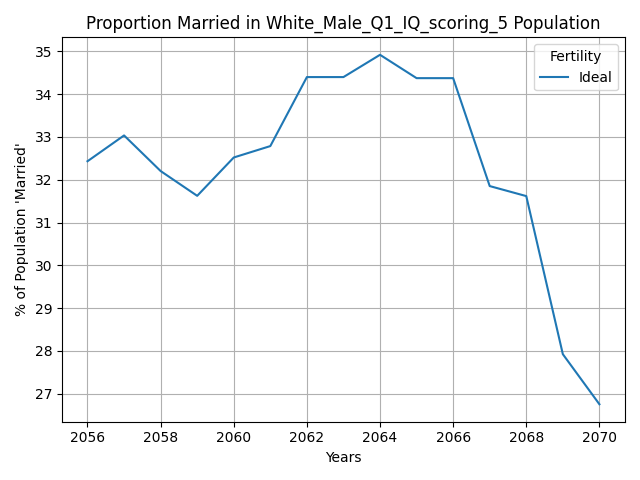 Proportion Married in White_Male_Q1_IQ_scoring_5 Population
Fertility
Ideal
% of Population 'Married'
35
34
33
32
31
30
29
28
27
2056 2058 2060 2062 2064 2066 2068 2070
Years